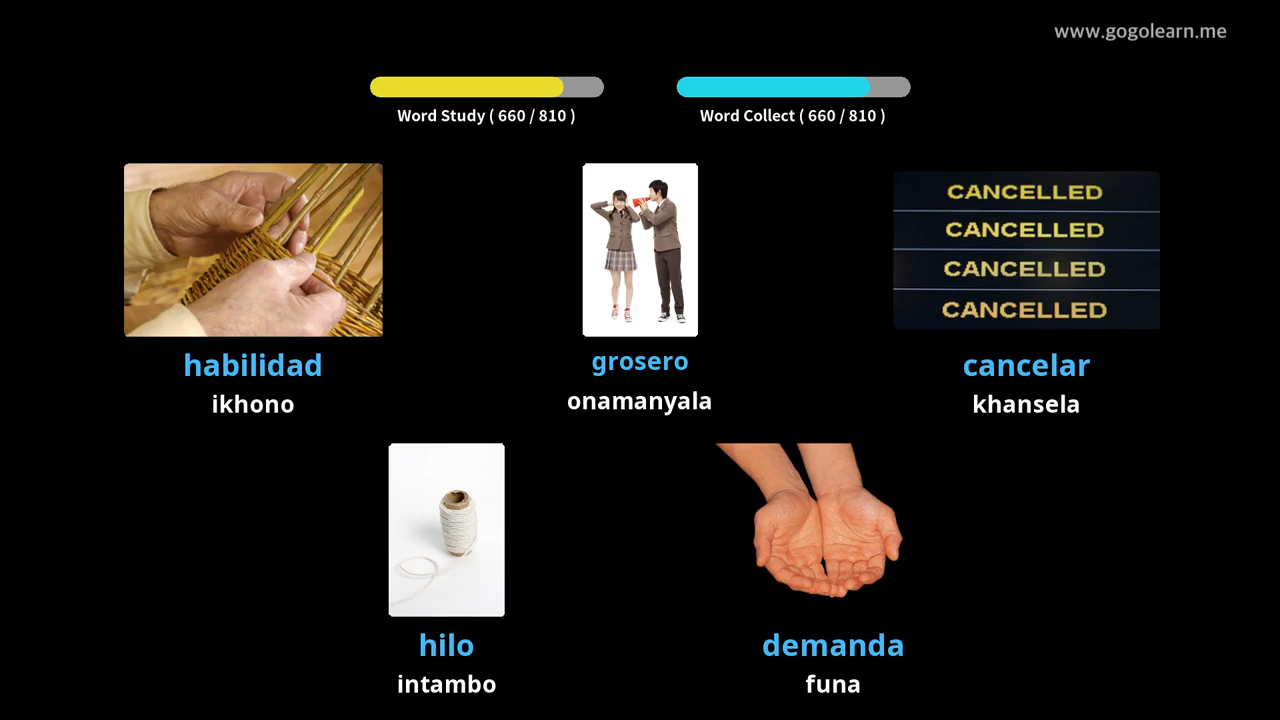 www.gogolearn.me
Word Study ( 660 / 810 )
Word Collect ( 660 / 810 )
CANCELLED
CANCELLED
CANCELLED
CANCELLED
habilidad
ikhono
grosero
onamanyala
cancelar
khansela
hilo
intambo
demanda
funa